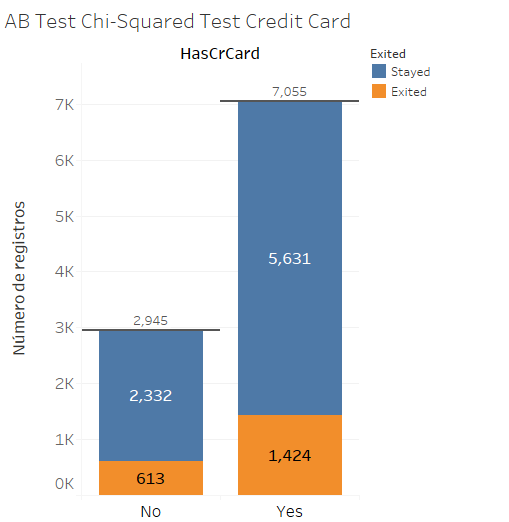 AB Test Chi-Squared Test Credit Card
HasCrCard
Exited
Stayed
Exited
Número de registros
7K
6K
5K
4K
3K
2K
1K
0K
2,945
2,332
613
7,055
5,631
1,424
No
Yes